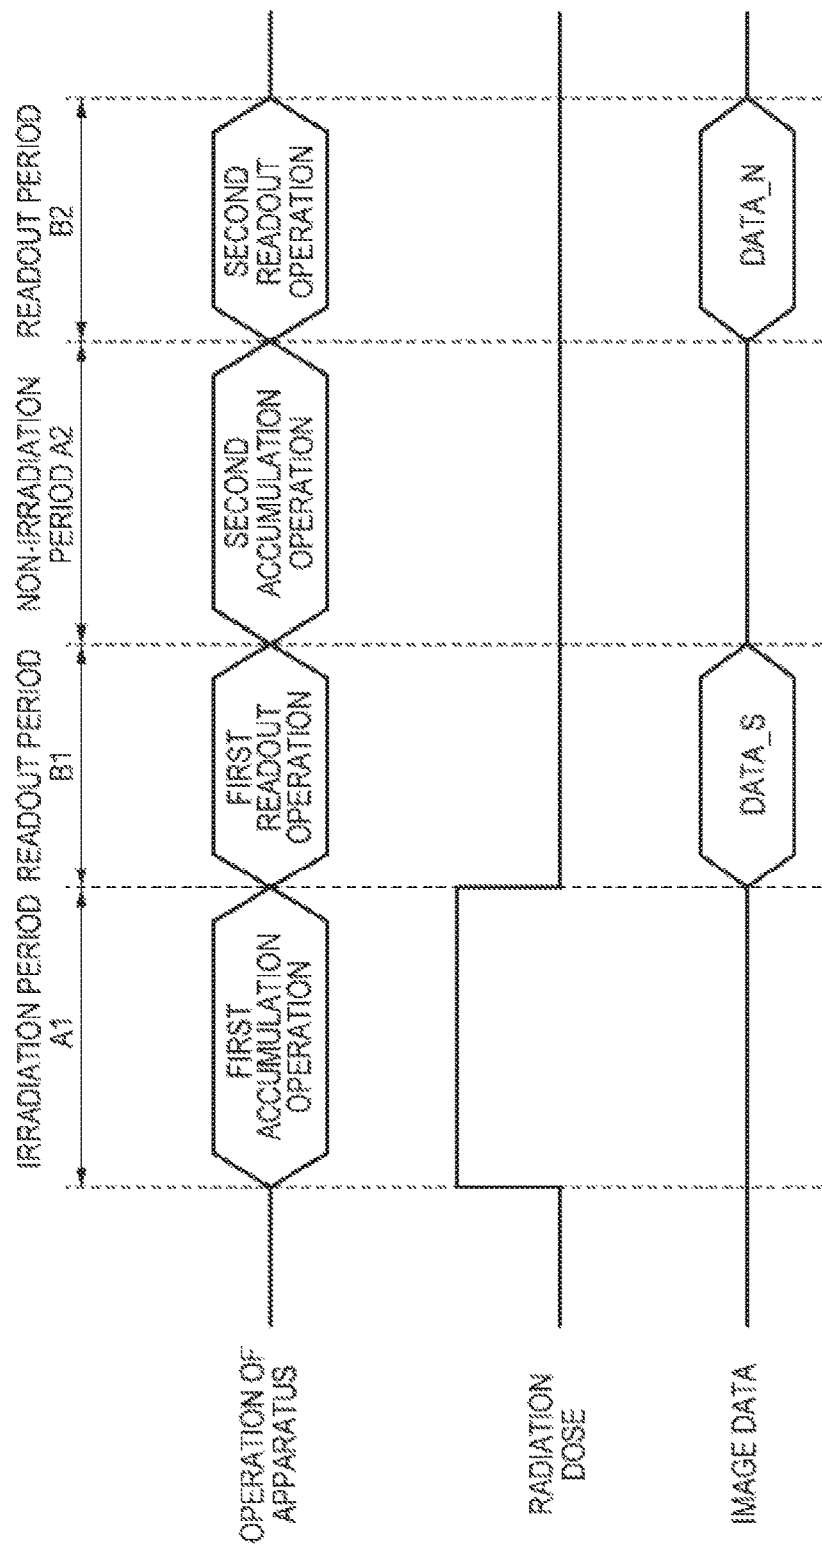 IRRADIATION PERIOD
A1
READOUT PERIOD
B1
NON-IRRADIATION
PERIOD A2
READOUT PERIOD
B2
OPERATION OF
APPARATUS
FIRST
ACCUMULATION
OPERATION
FIRST
READOUT
OPERATION
SECOND
ACCUMULATION
OPERATION
SECOND
READOUT
OPERATION
RADIATION
DOSE
IMAGE DATA
DATA_S
DATA_N